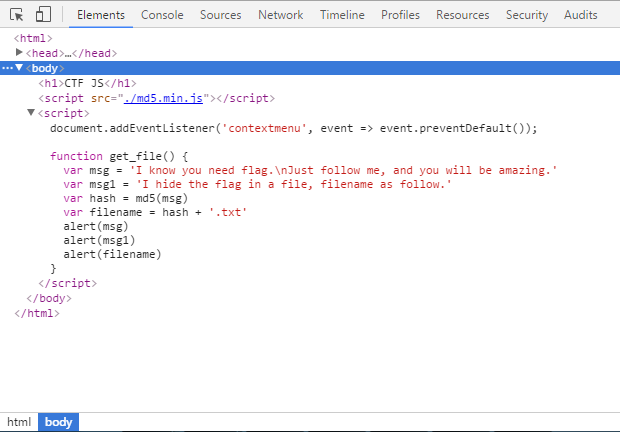 Elements Console Sources Network Timeline Profiles Resources Security Audits
<html>
<head>…</head>
<body>
<h1>CTF JS</h1>
<script src="./md5.min.js"></script>
<script>
document.addEventListener('contextmenu', event => event.preventDefault());
function get_file() {
var msg = 'I know you need flag.\nJust follow me, and you will be amazing.'
var msg1 = 'I hide the flag in a file, filename as follow.'
var hash = md5(msg)
var filename = hash + '.txt'
alert(msg)
alert(msg1)
alert(filename)
}
</script>
</body>
</html>
html body